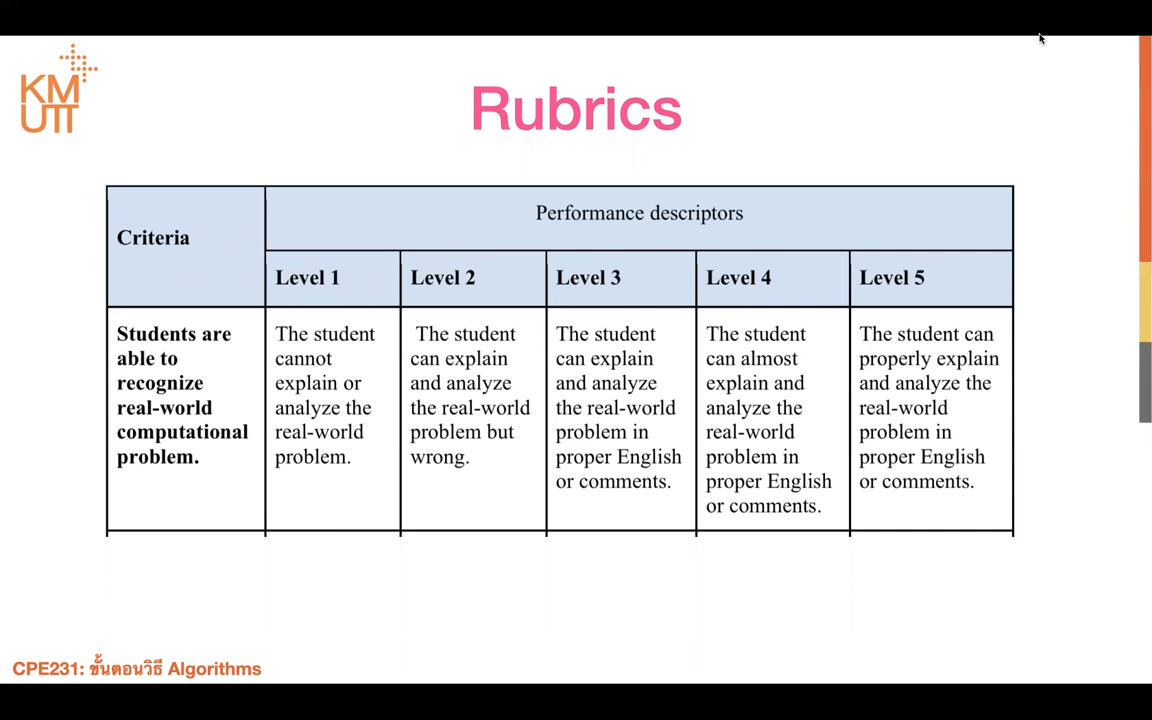 KM
UTT
Rubrics
Criteria
Performance descriptors
Level 1
Level 2
Level 3
Level 4
Level 5
Students are
able to
recognize
real-world
computational
problem.
The student
cannot
explain or
analyze the
real-world
problem.
The student
can explain
and analyze
the real-world
problem but
wrong.
The student
can explain
and analyze
the real-world
problem in
proper English
or comments.
The student
can almost
explain and
analyze the
real-world
problem in
proper English
or comments.
The student can
properly explain
and analyze the
real-world
problem in
proper English
or comments.
CPE231: ขั้นตอนวิธี Algorithms